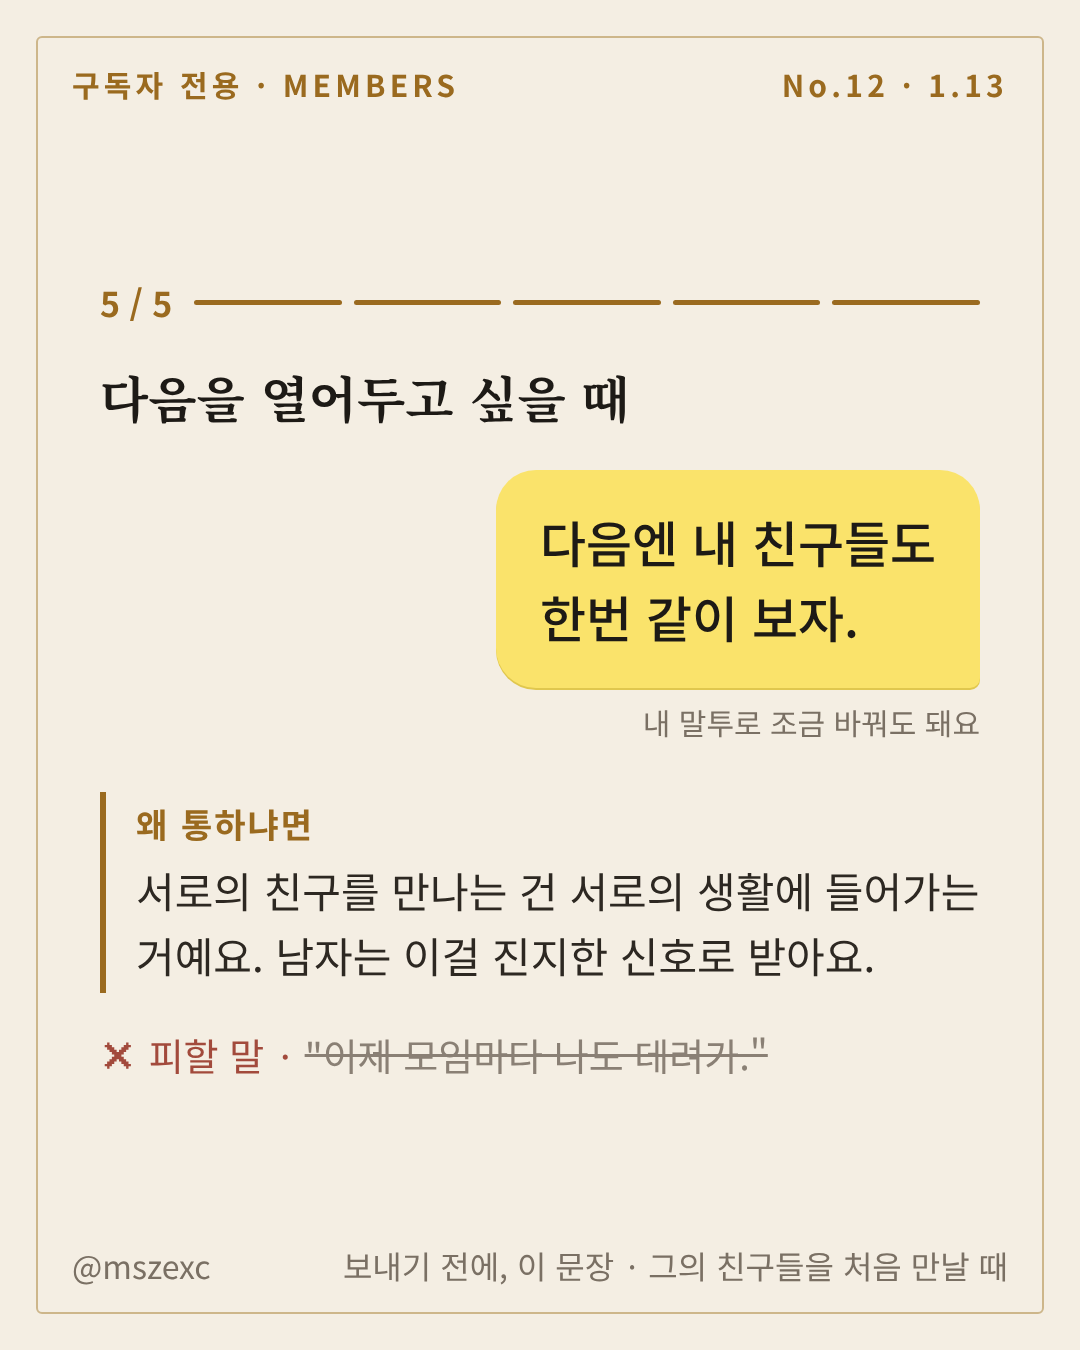 구독자 전용 · MEMBERS
No.12 · 1.13
5 / 5
다음을 열어두고 싶을 때
다음엔 내 친구들도
한번 같이 보자.
내 말투로 조금 바꿔도 돼요
왜 통하냐면
서로의 친구를 만나는 건 서로의 생활에 들어가는
거예요. 남자는 이걸 진지한 신호로 받아요.
✕ 피할 말 · "이제 모임마다 나도 데려가."
@mszexc
보내기 전에, 이 문장 · 그의 친구들을 처음 만날 때